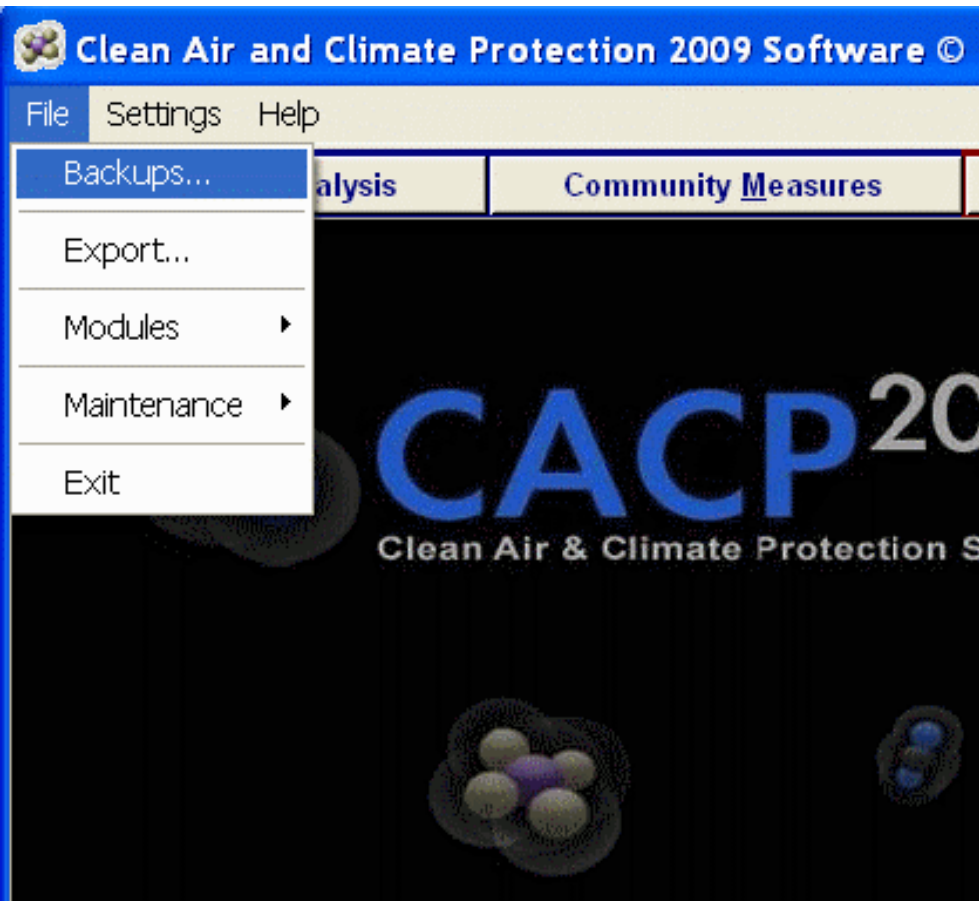 Clean Air and Climate Protection 2009 Software ©
File Settings Help
Backups...
alysis
Community Measures
Export...
Modules
Maintenance
Exit
CACP 20
Clean Air & Climate Protection S